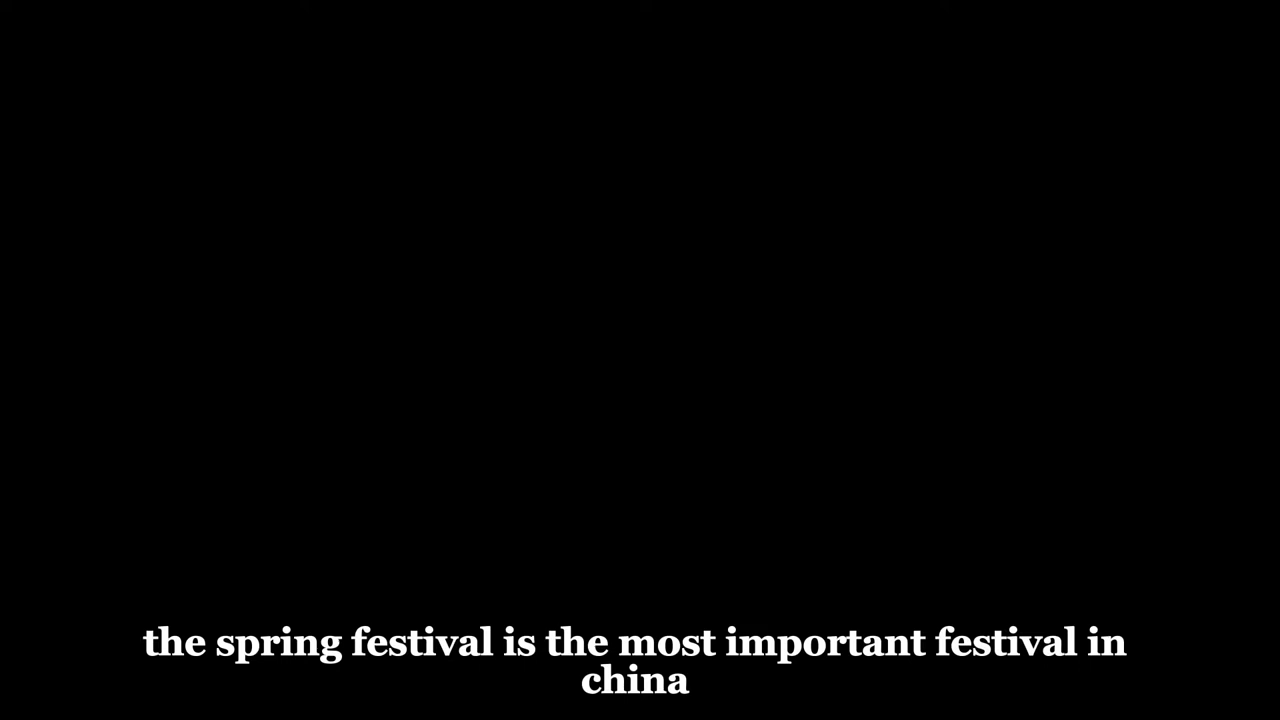 the spring festival is the most important festival in
china